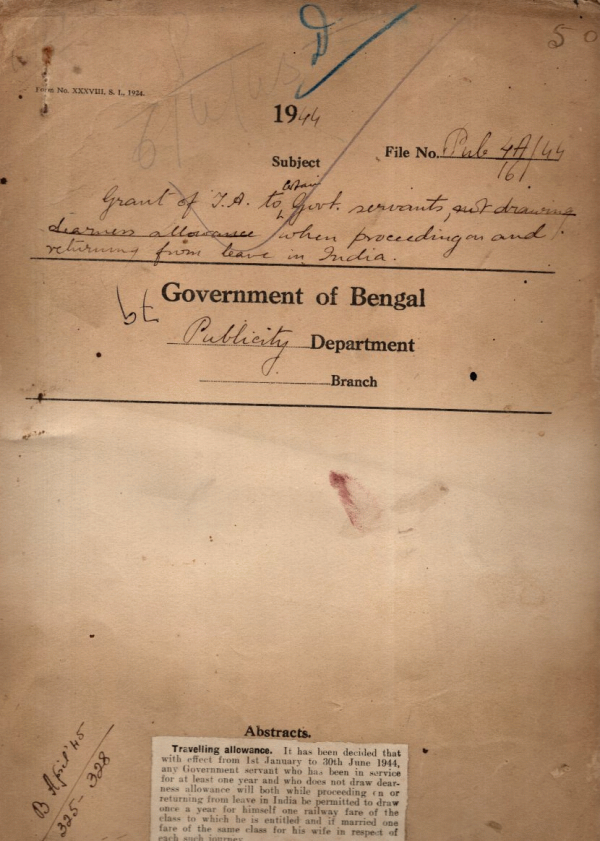 50
Form No. XXXVIII. S. I., 1924.
1944
Subject
File No. Pub 4A/44
161
certain
Grant of T.A. to Govt. servants, not drawing
dearness allowance when proceeding on and
returning from leave in India.
Government of Bengal
Publicity Department
Branch
Abstracts.
Travelling allowance. It has been decided that
with effect from 1st January to 30th June 1944,
any Government servant who has been in service
for at least one year and who does not draw dear-
ness allowance will both while proceeding on or
returning from leave in India be permitted to draw
once a year for himself one railway fare of the
class to which he is entitled and if married one
fare of the same class for his wife in respect of
each such journey
B April '45
325-328